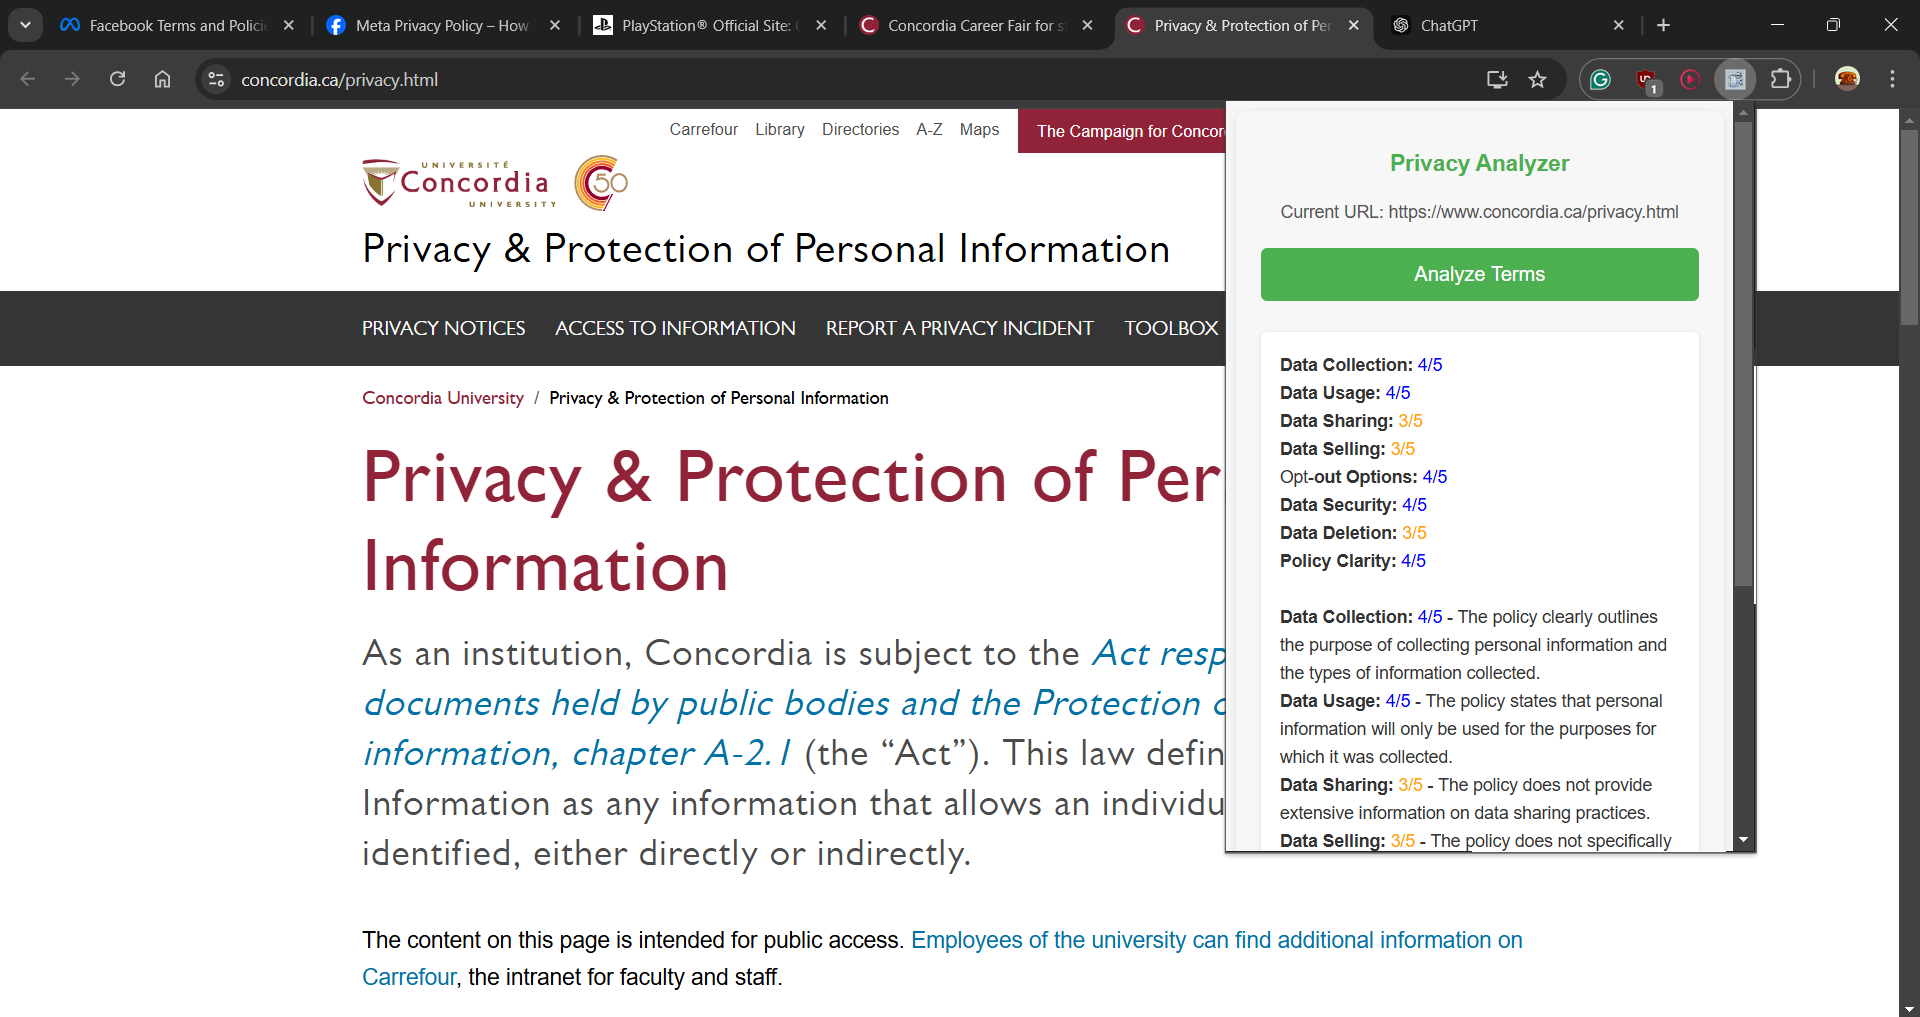 Facebook Terms and Polici
Meta Privacy Policy – How
PlayStation® Official Site:
Concordia Career Fair for s
Privacy & Protection of Per
ChatGPT
concordia.ca/privacy.html
1
Carrefour Library Directories A-Z Maps
The Campaign for Concor
UNIVERSITÉ
Concordia
UNIVERSITY
50
Privacy & Protection of Personal Information
PRIVACY NOTICES ACCESS TO INFORMATION REPORT A PRIVACY INCIDENT TOOLBOX
Concordia University / Privacy & Protection of Personal Information
Privacy & Protection of Per
Information
As an institution, Concordia is subject to the Act resp
documents held by public bodies and the Protection o
information, chapter A-2.1 (the “Act”). This law defin
Information as any information that allows an individu
identified, either directly or indirectly.
The content on this page is intended for public access. Employees of the university can find additional information on
Carrefour, the intranet for faculty and staff.
Privacy Analyzer
Current URL: https://www.concordia.ca/privacy.html
Analyze Terms
Data Collection: 4/5
Data Usage: 4/5
Data Sharing: 3/5
Data Selling: 3/5
Opt-out Options: 4/5
Data Security: 4/5
Data Deletion: 3/5
Policy Clarity: 4/5
Data Collection: 4/5 - The policy clearly outlines
the purpose of collecting personal information and
the types of information collected.
Data Usage: 4/5 - The policy states that personal
information will only be used for the purposes for
which it was collected.
Data Sharing: 3/5 - The policy does not provide
extensive information on data sharing practices.
Data Selling: 3/5 - The policy does not specifically